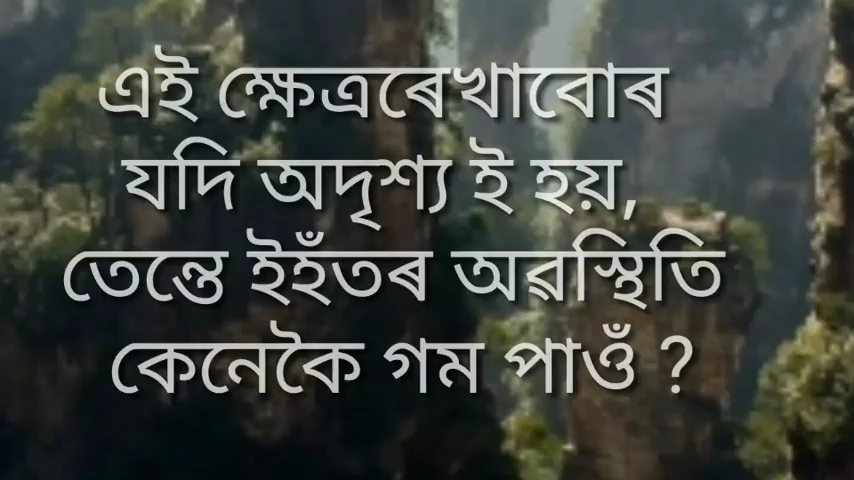 এই ক্ষেত্ৰৰেখাবোৰ
যদি অদৃশ্য ই হয়,
তেন্তে ইহঁতৰ অৱস্থিতি
কেনেকৈ গম পাওঁ ?